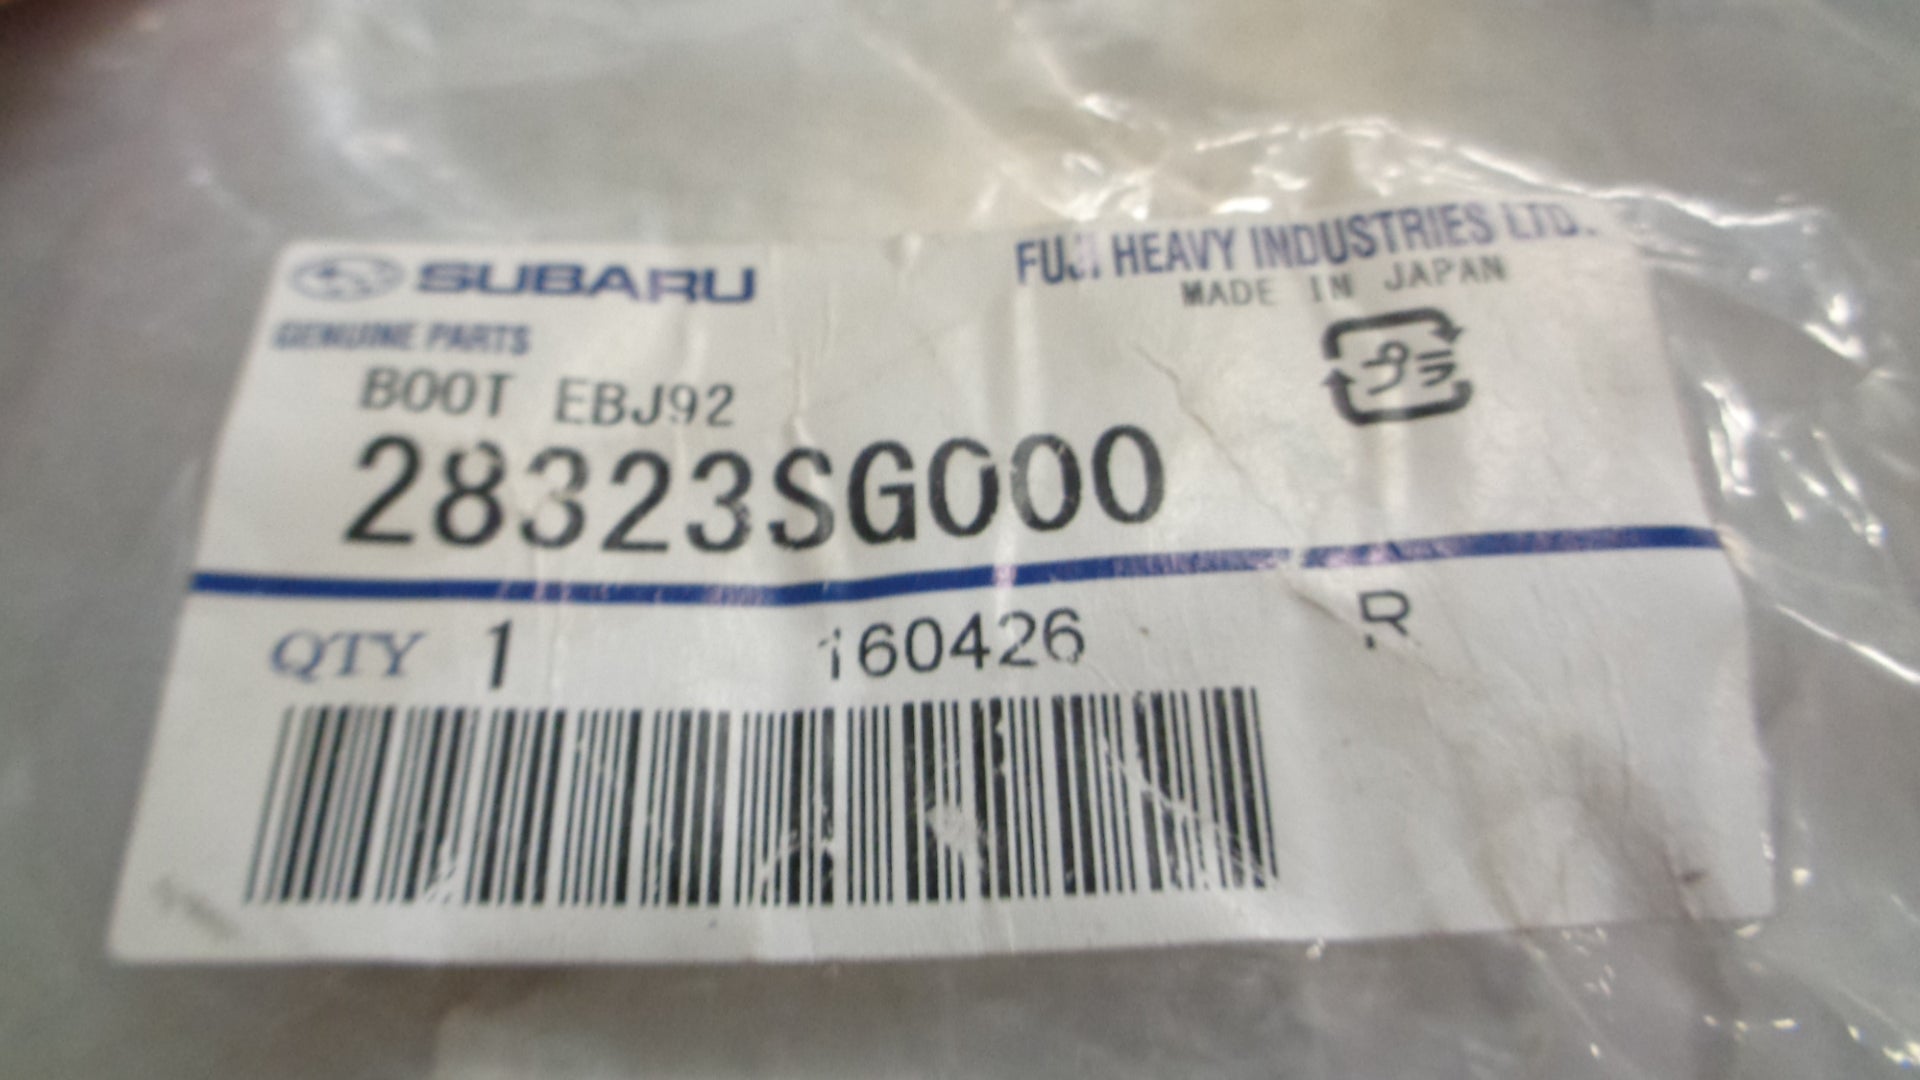 SUBARU
FUJI HEAVY INDUSTRIES LTD.
MADE IN JAPAN
GENUINE PARTS
プラ
BOOT EBJ92
28323SG000
QTY 1 160426 R